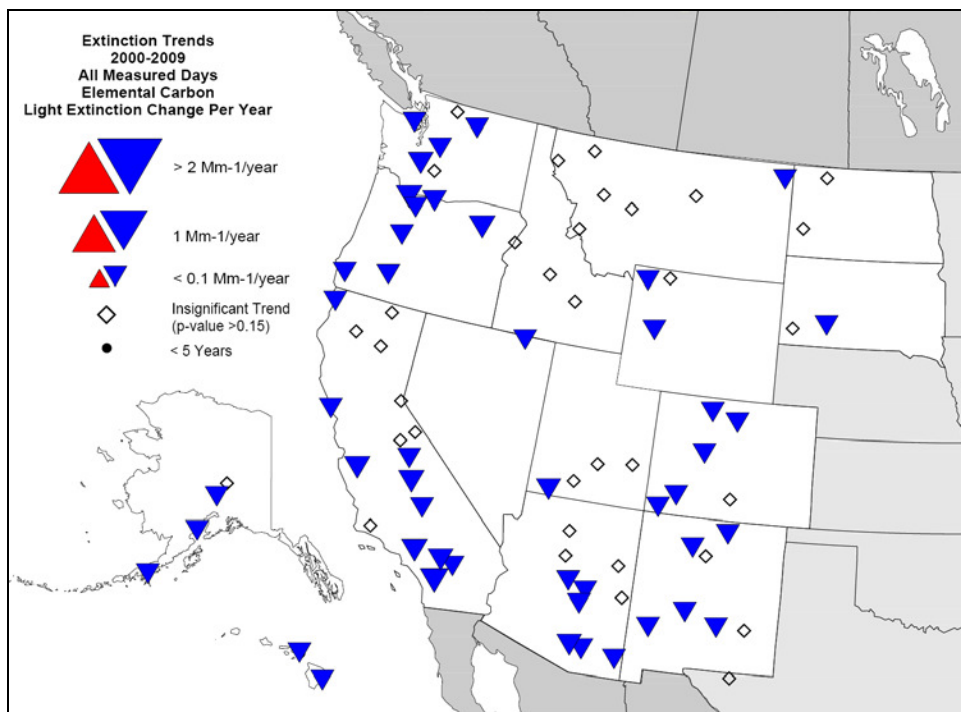 Extinction Trends
2000-2009
All Measured Days
Elemental Carbon
Light Extinction Change Per Year
> 2 Mm-1/year
1 Mm-1/year
< 0.1 Mm-1/year
Insignificant Trend
(p-value >0.15)
< 5 Years